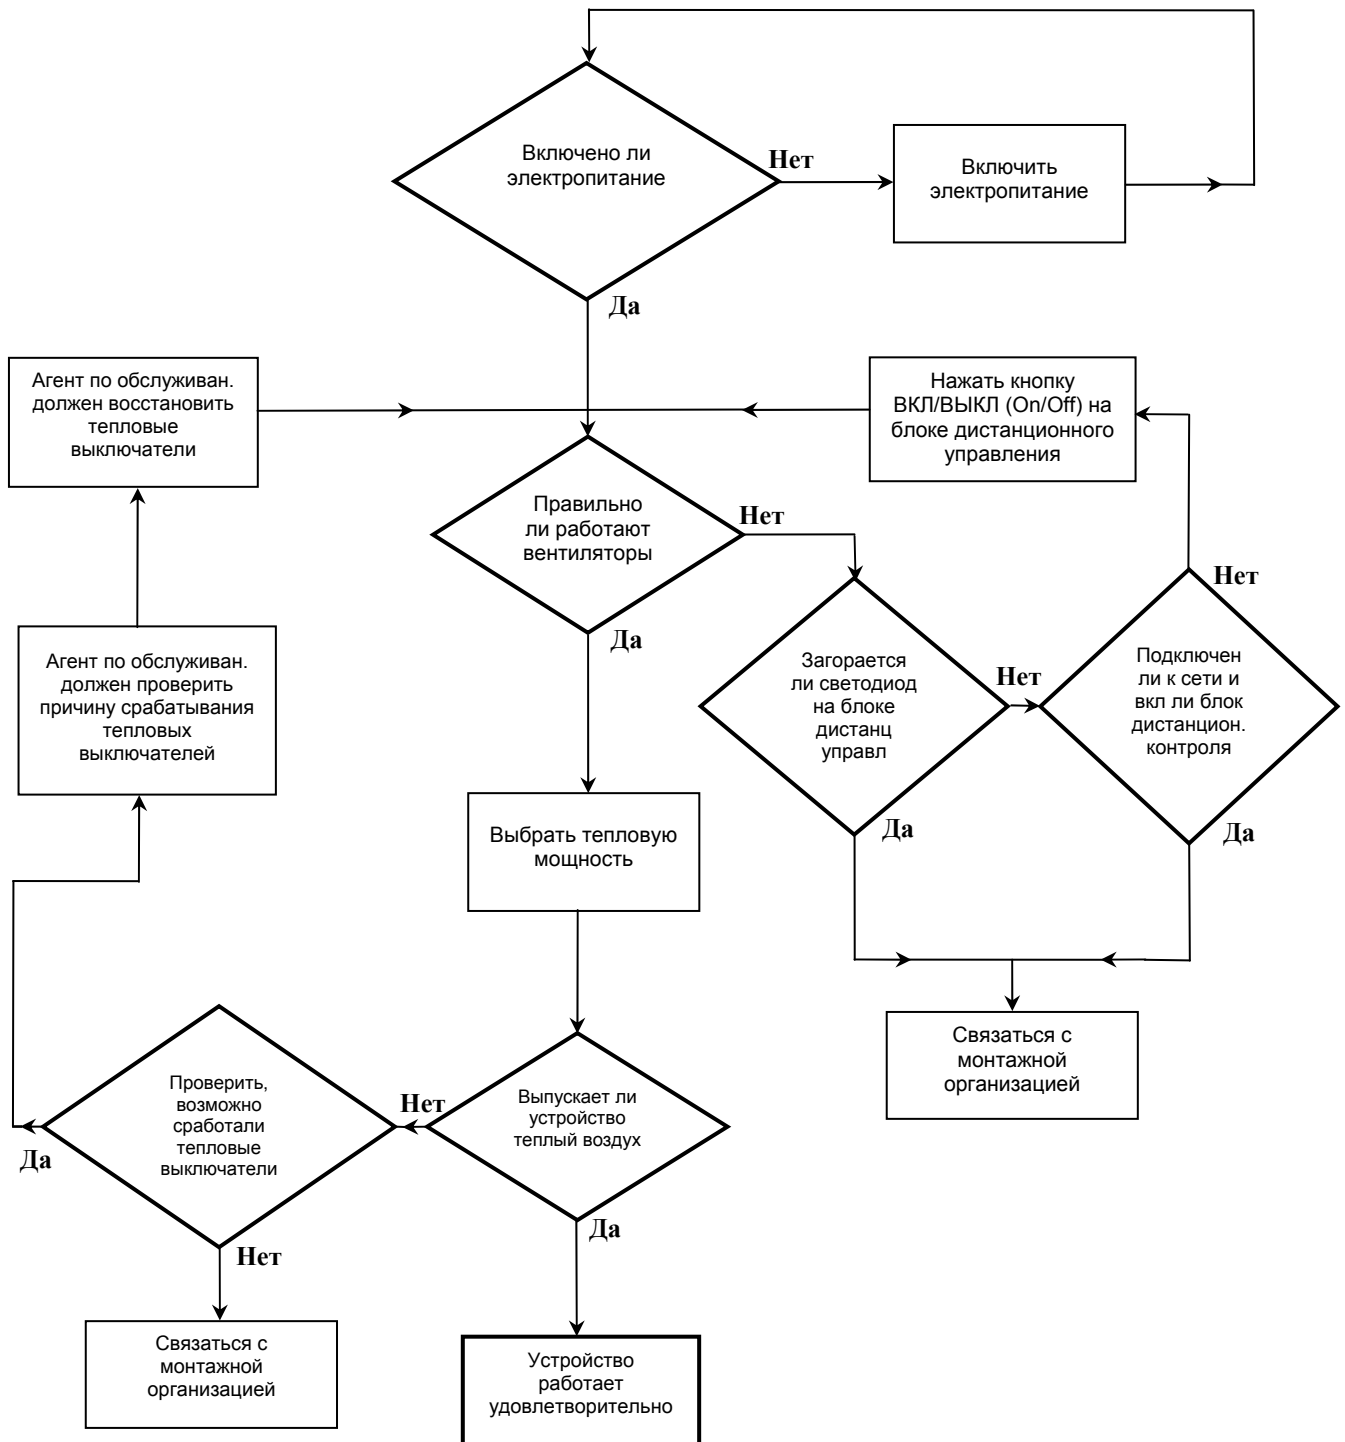 Включено ли
электропитание
Нет
Включить
электропитание
Да
Агент по обслуживан.
должен восстановить
тепловые
выключатели
Нажать кнопку
ВКЛ/ВЫКЛ (On/Off) на
блоке дистанционного
управления
Правильно
ли работают
вентиляторы
Нет
Да
Нет
Агент по обслуживан.
должен проверить
причину срабатывания
тепловых
выключателей
Загорается
ли светодиод
на блоке
дистанц
управл
Нет
Подключен
ли к сети и
вкл ли блок
дистанцион.
контроля
Да
Да
Выбрать тепловую
мощность
Связаться с
монтажной
организацией
Проверить,
возможно
сработали
тепловые
выключатели
Нет
Выпускает ли
устройство
теплый воздух
Да
Да
Нет
Связаться с
монтажной
организацией
Устройство
работает
удовлетворительно